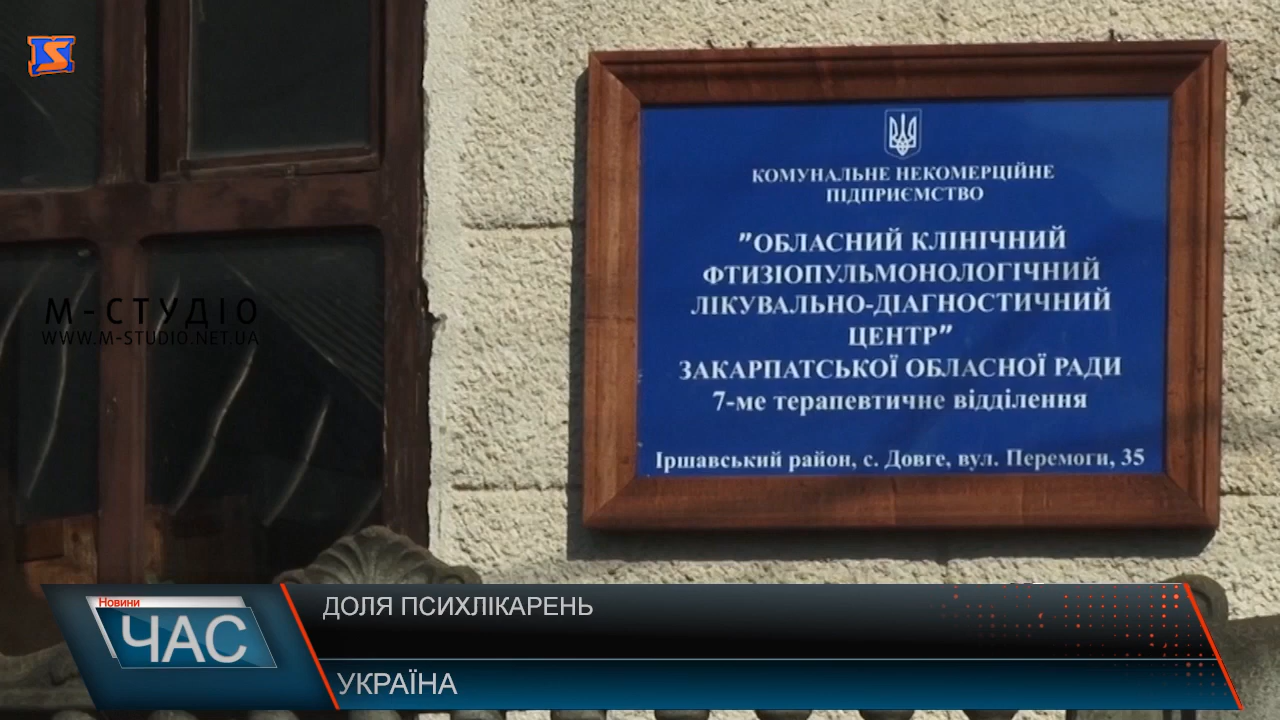 КОМУНАЛЬНЕ НЕКОМЕРЦІЙНЕ
ПІДПРИЄМСТВО
"ОБЛАСНИЙ КЛІНІЧНИЙ
ФТИЗІОПУЛЬМОНОЛОГІЧНИЙ
ЛІКУВАЛЬНО-ДІАГНОСТИЧНИЙ
ЦЕНТР"
ЗАКАРПАТСЬКОЇ ОБЛАСНОЇ РАДИ
7-ме терапевтичне відділення
Іршавський район, с. Довге, вул. Перемоги, 35
М-СТУДІО
WWW.M-STUDIO.NET.UA
Новини
ЧАС
ДОЛЯ ПСИХЛІКАРЕНЬ
УКРАЇНА